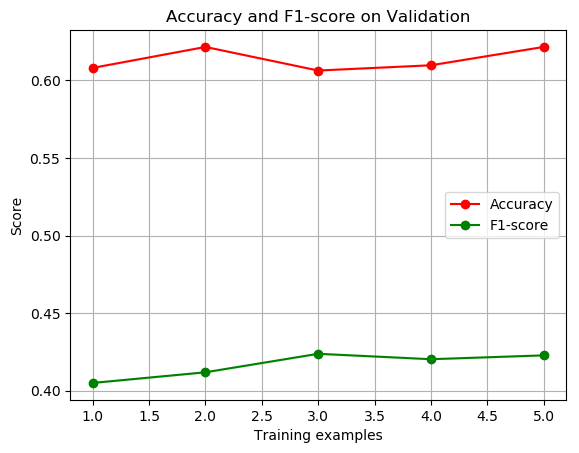 Accuracy and F1-score on Validation
0.60
0.55
0.50
0.45
0.40
Score
Accuracy
F1-score
1.0 1.5 2.0 2.5 3.0 3.5 4.0 4.5 5.0
Training examples